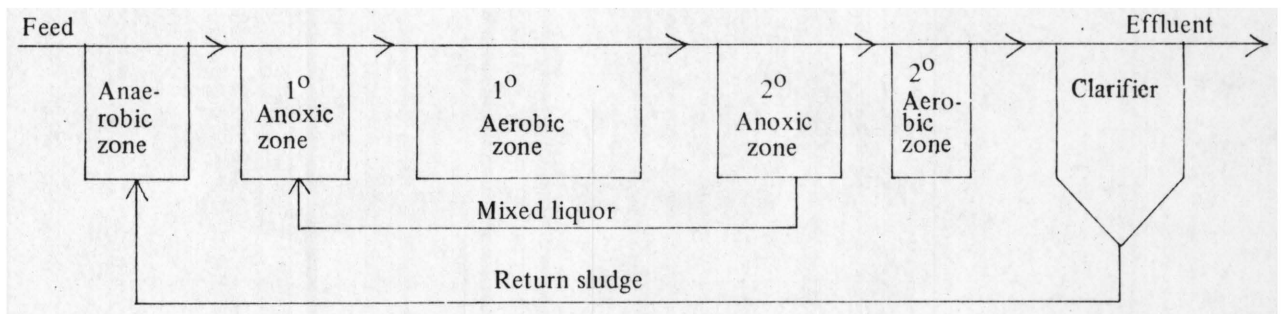 Feed
Effluent
Anae-
robic
zone
1°
Anoxic
zone
1°
Aerobic
zone
2°
Anoxic
zone
2°
Aero-
bic
zone
Clarifier
Mixed liquor
Return sludge